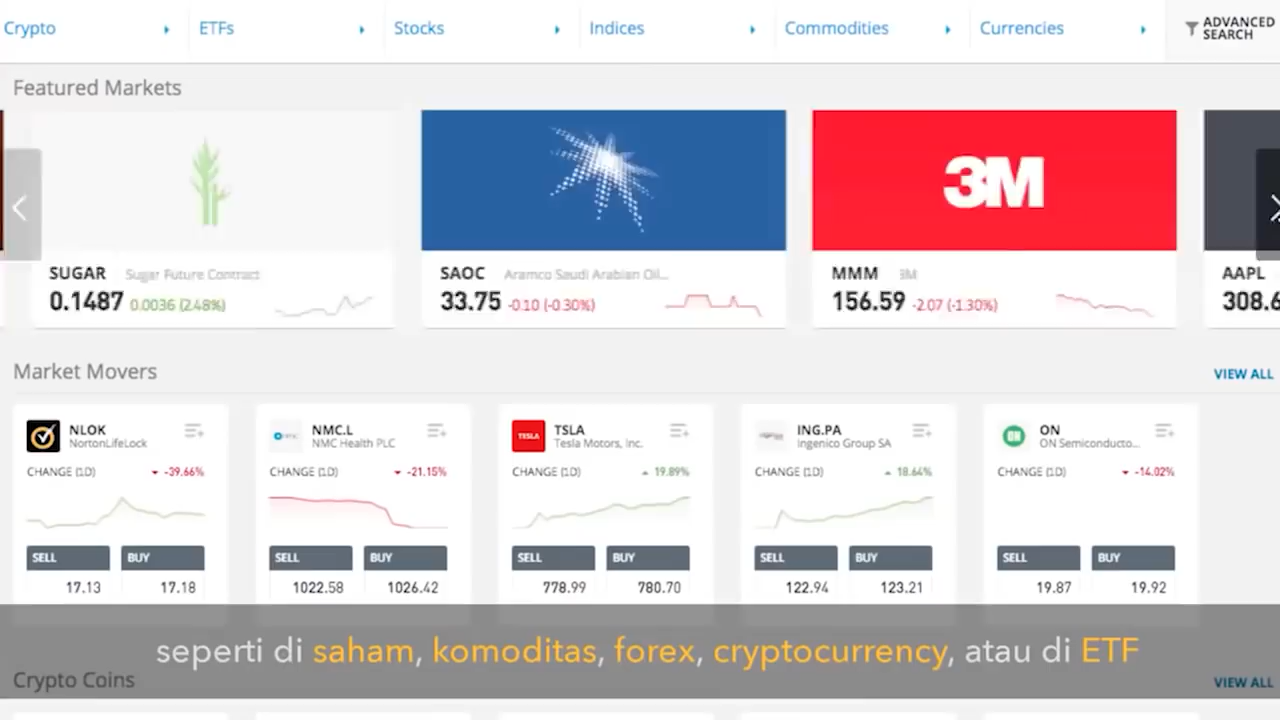 Crypto
ETFs
Stocks
Indices
Commodities
Currencies
ADVANCED
SEARCH
Featured Markets
SUGAR Sugar Future Contract
0.1487 0.0036 (2.48%)
SAOC Aramco Saudi Arabian Oil...
33.75 -0.10 (-0.30%)
3M
MMM 3M
156.59 -2.07 (-1.30%)
AAPL
308.6
Market Movers
VIEW ALL
NLOK
NortonLifeLock
CHANGE (1D) -39.66%
SELL BUY
17.13 17.18
NMC.L
NMC Health PLC
CHANGE (1D) -21.15%
SELL BUY
1022.58 1026.42
TESLA
TSLA
Tesla Motors, Inc.
CHANGE (1D) 19.89%
SELL BUY
778.99 780.70
ING.PA
Ingenico Group SA
CHANGE (1D) 18.64%
SELL BUY
122.94 123.21
ON
ON
ON Semiconducto...
CHANGE (1D) -14.02%
SELL BUY
19.87 19.92
seperti di saham, komoditas, forex, cryptocurrency, atau di ETF
Crypto Coins
VIEW ALL